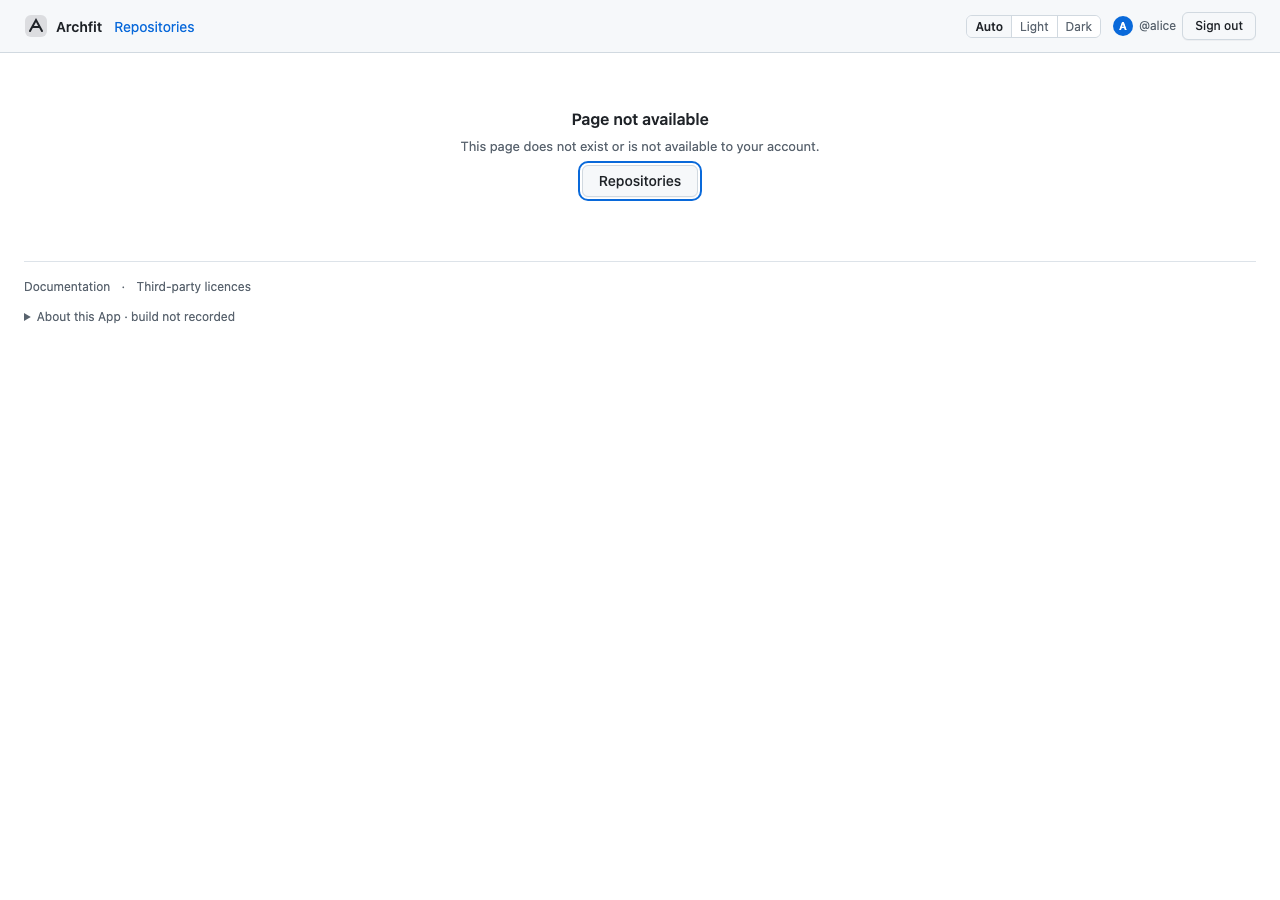 Archfit Repositories Auto Light Dark A @alice Sign out
Page not available
This page does not exist or is not available to your account.
Repositories
Documentation · Third-party licences
About this App · build not recorded